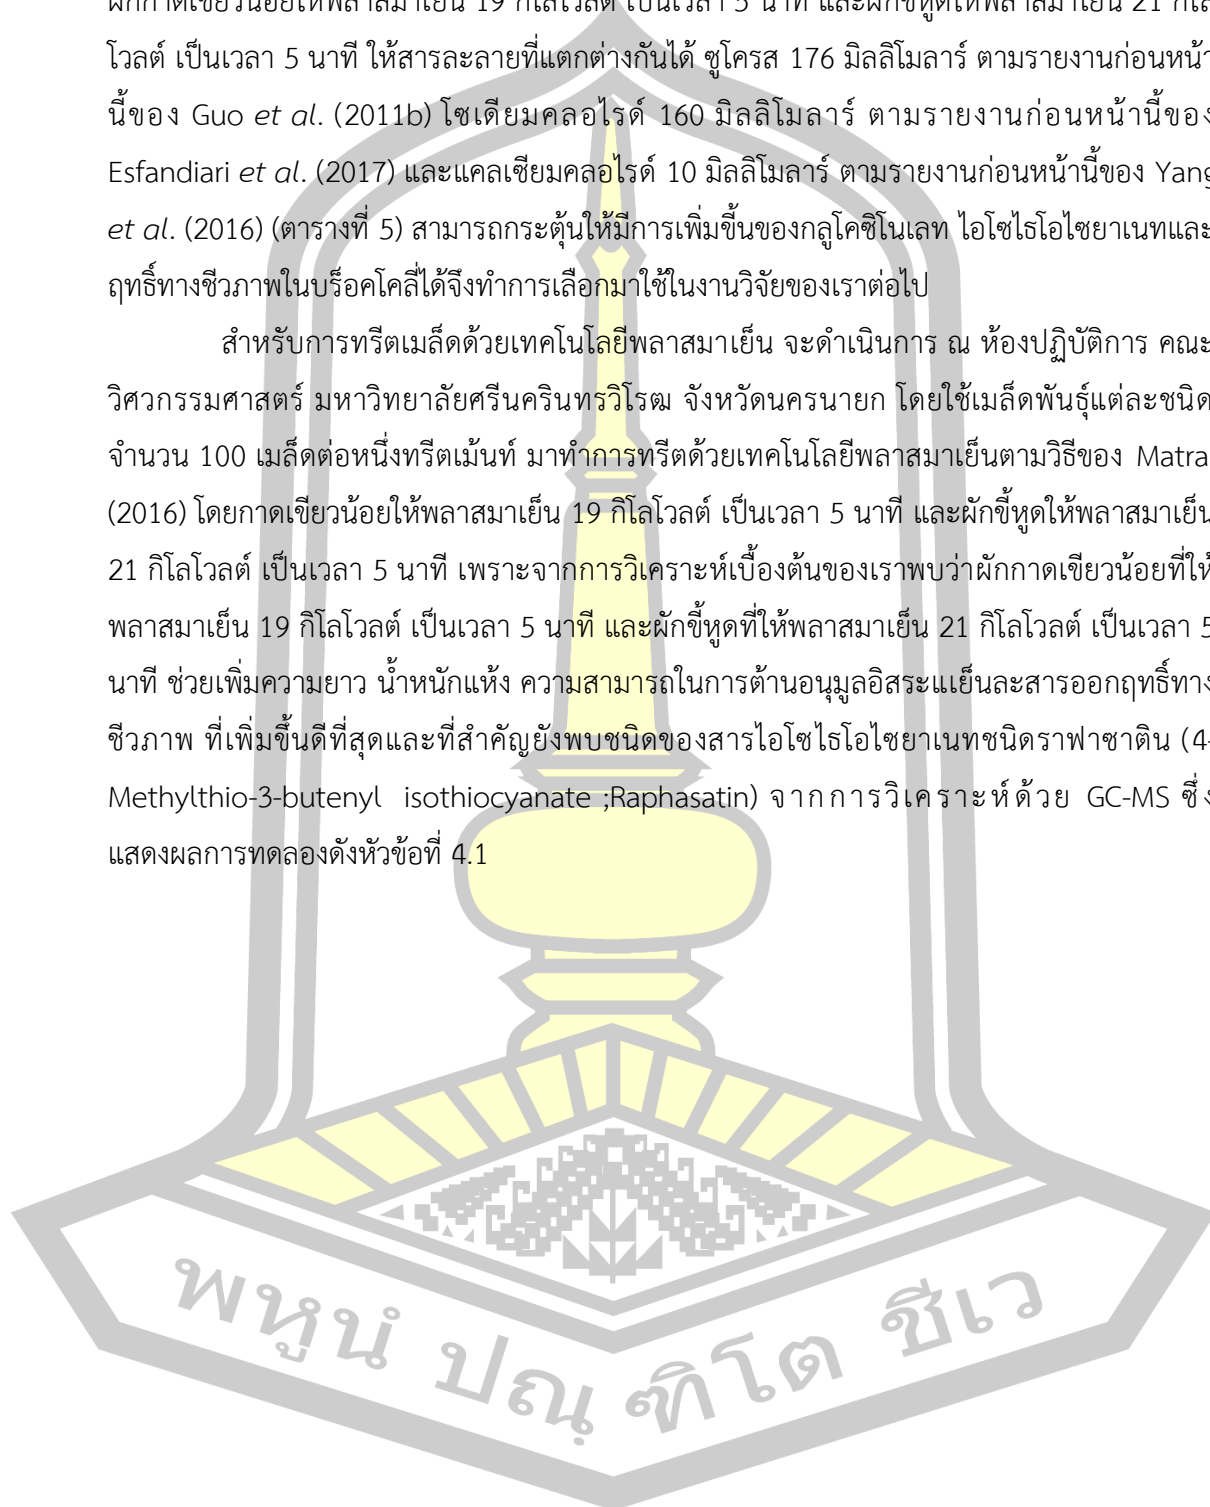 ผักกาดเขียวน้อยให้พลาสมาเย็น 19 กิโลโวลต์ เป็นเวลา 5 นาที และผักขี้หูดให้พลาสมาเย็น 21 กิโล
โวลต์ เป็นเวลา 5 นาที ให้สารละลายที่แตกต่างกันได้ ซูโครส 176 มิลลิโมลาร์ ตามรายงานก่อนหน้า
นี้ของ Guo et al. (2011b) โซเดียมคลอไรด์ 160 มิลลิโมลาร์ ตามรายงานก่อนหน้านี้ของ
Esfandiari et al. (2017) และแคลเซียมคลอไรด์ 10 มิลลิโมลาร์ ตามรายงานก่อนหน้านี้ของ Yang
et al. (2016) (ตารางที่ 5) สามารถกระตุ้นให้มีการเพิ่มขึ้นของกลูโคซิโนเลท ไอโซไธโอไซยาเนทและ
ฤทธิ์ทางชีวภาพในบร็อคโคลี่ได้จึงทำการเลือกมาใช้ในงานวิจัยของเราต่อไป
สำหรับการทรีตเมล็ดด้วยเทคโนโลยีพลาสมาเย็น จะดำเนินการ ณ ห้องปฏิบัติการ คณะ
วิศวกรรมศาสตร์ มหาวิทยาลัยศรีนครินทรวิโรฒ จังหวัดนครนายก โดยใช้เมล็ดพันธุ์แต่ละชนิด
จำนวน 100 เมล็ดต่อหนึ่งทรีตเม้นท์ มาทำการทรีตด้วยเทคโนโลยีพลาสมาเย็นตามวิธีของ Matra
(2016) โดยกาดเขียวน้อยให้พลาสมาเย็น 19 กิโลโวลต์ เป็นเวลา 5 นาที และผักขี้หูดให้พลาสมาเย็น
21 กิโลโวลต์ เป็นเวลา 5 นาที เพราะจากการวิเคราะห์เบื้องต้นของเราพบว่าผักกาดเขียวน้อยที่ให้
พลาสมาเย็น 19 กิโลโวลต์ เป็นเวลา 5 นาที และผักขี้หูดที่ให้พลาสมาเย็น 21 กิโลโวลต์ เป็นเวลา 5
นาที ช่วยเพิ่มความยาว น้ำหนักแห้ง ความสามารถในการต้านอนุมูลอิสระแเย็นละสารออกฤทธิ์ทาง
ชีวภาพ ที่เพิ่มขึ้นดีที่สุดและที่สำคัญยังพบชนิดของสารไอโซไธโอไซยาเนทชนิดราฟาซาติน (4-
Methylthio-3-butenyl isothiocyanate ;Raphasatin) จากการวิเคราะห์ด้วย GC-MS ซึ่ง
แสดงผลการทดลองดังหัวข้อที่ 4.1
พหูนํ ปณฺฑิโต ชีเว